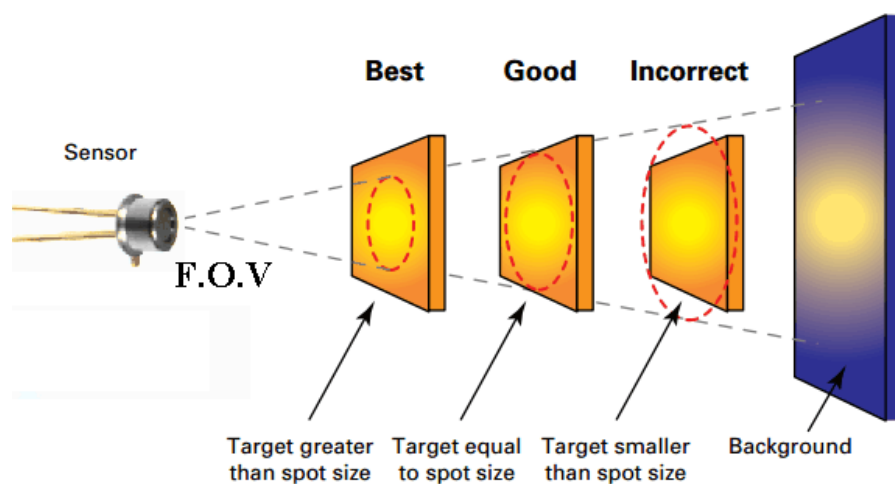 Best
Good
Incorrect
Sensor
F.O.V
Target greater
than spot size
Target equal
to spot size
Target smaller
than spot size
Background